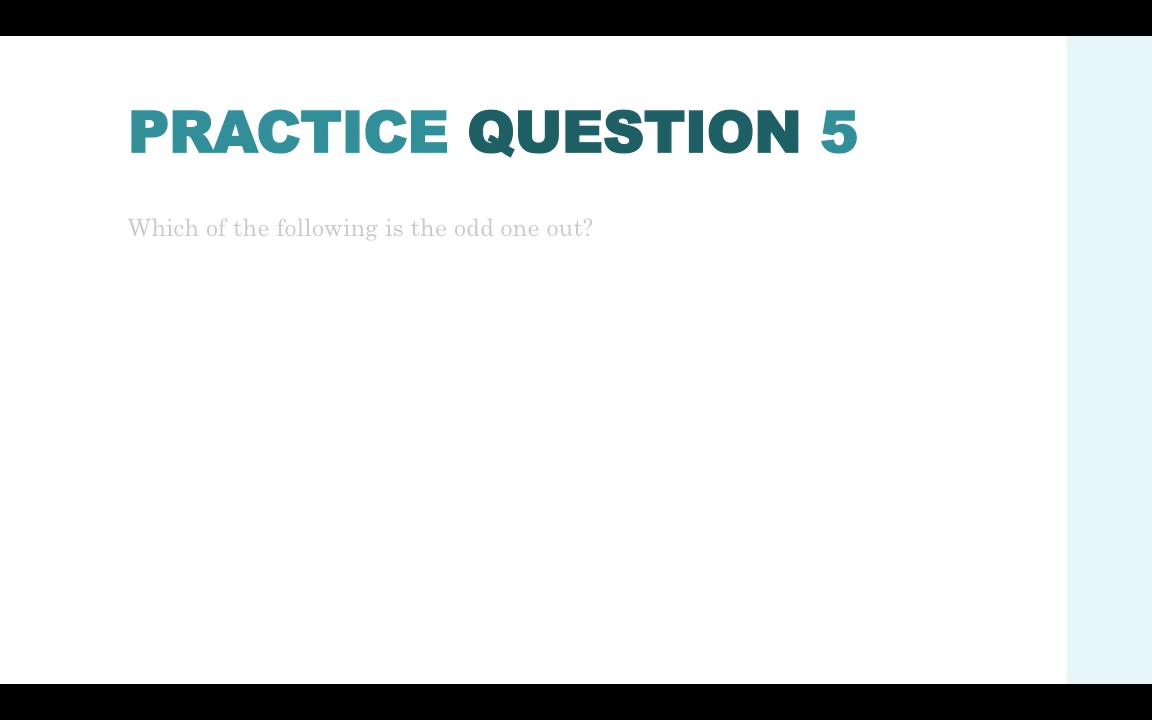 PRACTICE QUESTION 5
Which of the following is the odd one out?